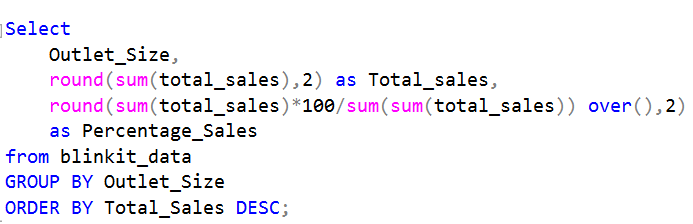 Select
Outlet_Size,
round(sum(total_sales),2) as Total_sales,
round(sum(total_sales)*100/sum(sum(total_sales)) over(),2)
as Percentage_Sales
from blinkit_data
GROUP BY Outlet_Size
ORDER BY Total_Sales DESC;